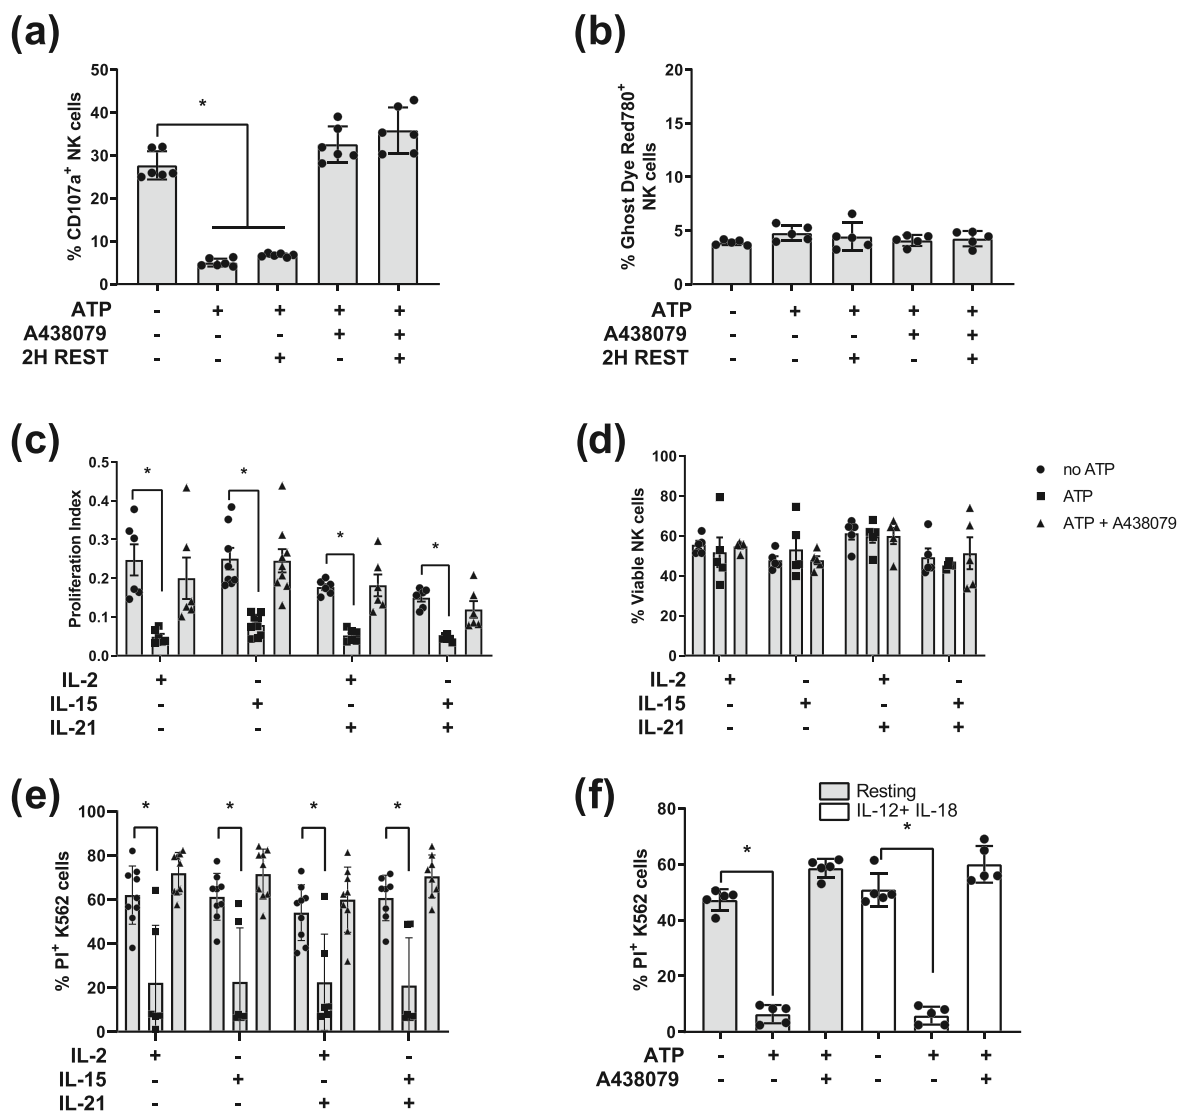 (a)
50
40
30
20
10
0
% CD107a+ NK cells
*
ATP - + + + +
A438079 - - - + +
2H REST - - + - +
(b)
20
15
10
5
0
% Ghost Dye Red780+
NK cells
ATP - + + + +
A438079 - - - + +
2H REST - - + - +
(c)
0.5
0.4
0.3
0.2
0.1
0.0
Proliferation Index
* * * *
IL-2 + - + -
IL-15 - + - +
IL-21 - - + +
(d)
100
80
60
40
20
0
% Viable NK cells
IL-2 + - + -
IL-15 - + - +
IL-21 - - + +
no ATP
ATP
ATP + A438079
(e)
100
80
60
40
20
0
% PI+ K562 cells
* * * *
IL-2 + - + -
IL-15 - + - +
IL-21 - - + +
(f)
Resting
IL-12+ IL-18
80
60
40
20
0
% PI+ K562 cells
* *
ATP - + + - + +
A438079 - - + - - +